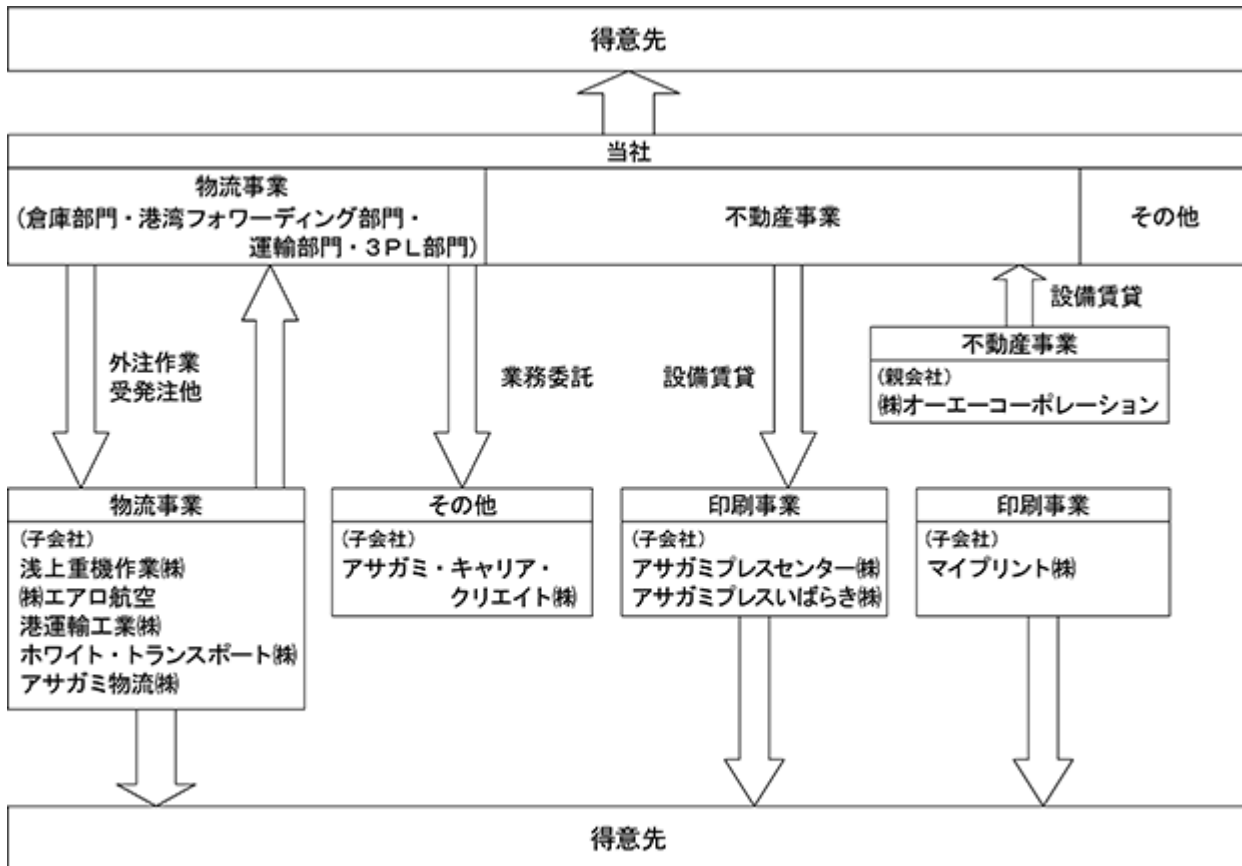 得意先
当社
物流事業
(倉庫部門・港湾フォワーディング部門・
運輸部門・3PL部門)
不動産事業
その他
設備賃貸
不動産事業
(親会社)
㈱オーエーコーポレーション
外注作業
受発注他
業務委託
設備賃貸
物流事業
(子会社)
浅上重機作業㈱
㈱エアロ航空
港運輸工業㈱
ホワイト・トランスポート㈱
アサガミ物流㈱
その他
(子会社)
アサガミ・キャリア・
クリエイト㈱
印刷事業
(子会社)
アサガミプレスセンター㈱
アサガミプレスいばらき㈱
印刷事業
(子会社)
マイプリント㈱
得意先